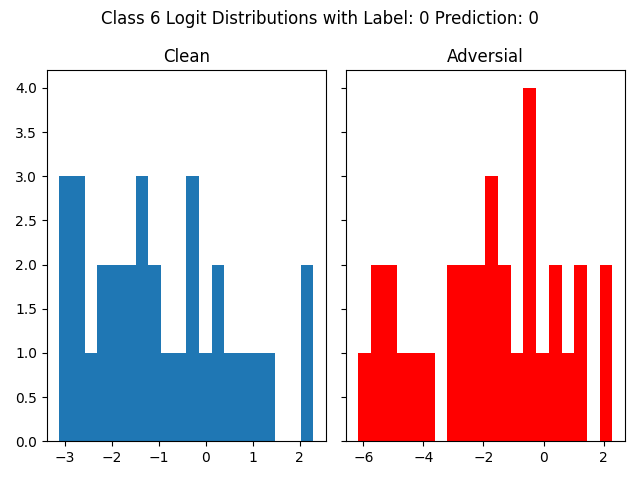 Class 6 Logit Distributions with Label: 0 Prediction: 0
Clean
Adversial
4.0
3.5
3.0
2.5
2.0
1.5
1.0
0.5
0.0
−3 −2 −1 0 1 2
−6 −4 −2 0 2